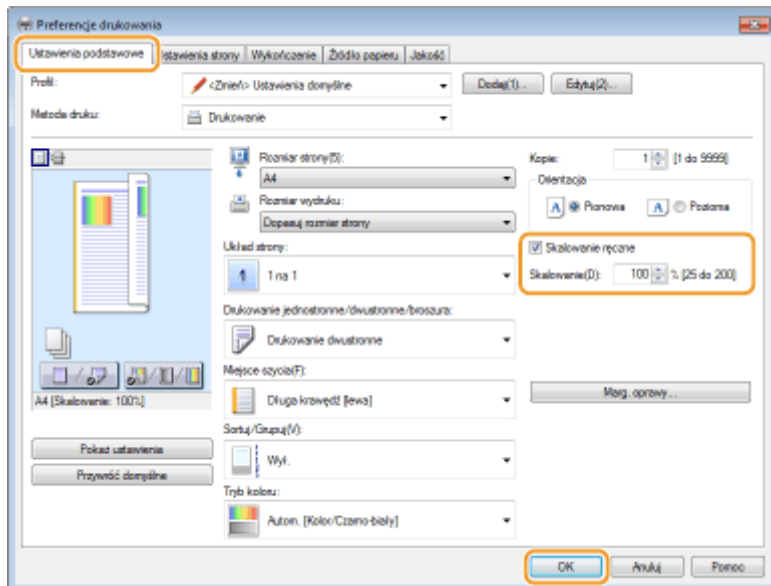 Preferencje drukowania
Ustawienia podstawowe Ustawienia strony Wykończenie Źródło papieru Jakość
Profil: <Zmień> Ustawienia domyślne Dodaj(1)... Edytuj(2)...
Metoda druku: Drukowanie
Rozmiar strony(5):
A4
Rozmiar wydruku:
Dopasuj rozmiar strony
Układ strony:
1 1 na 1
Drukowanie jednostronne/dwustronne/broszura:
Drukowanie dwustronne
Miejsce szycia(F):
Długa krawędź [lewa]
Sortuj/Grupuj(V):
Wył.
Tryb koloru:
Autom. [Kolor/Czarno-biały]
Kopie: 1 [1 do 9999]
Orientacja
A Pionowa A Pozioma
Skalowanie ręczne
Skalowanie(D): 100 % [25 do 200]
Marg. oprawy...
A4 [Skalowanie: 100%]
Pokaż ustawienia
Przywróć domyślne
OK Anuluj Pomoc